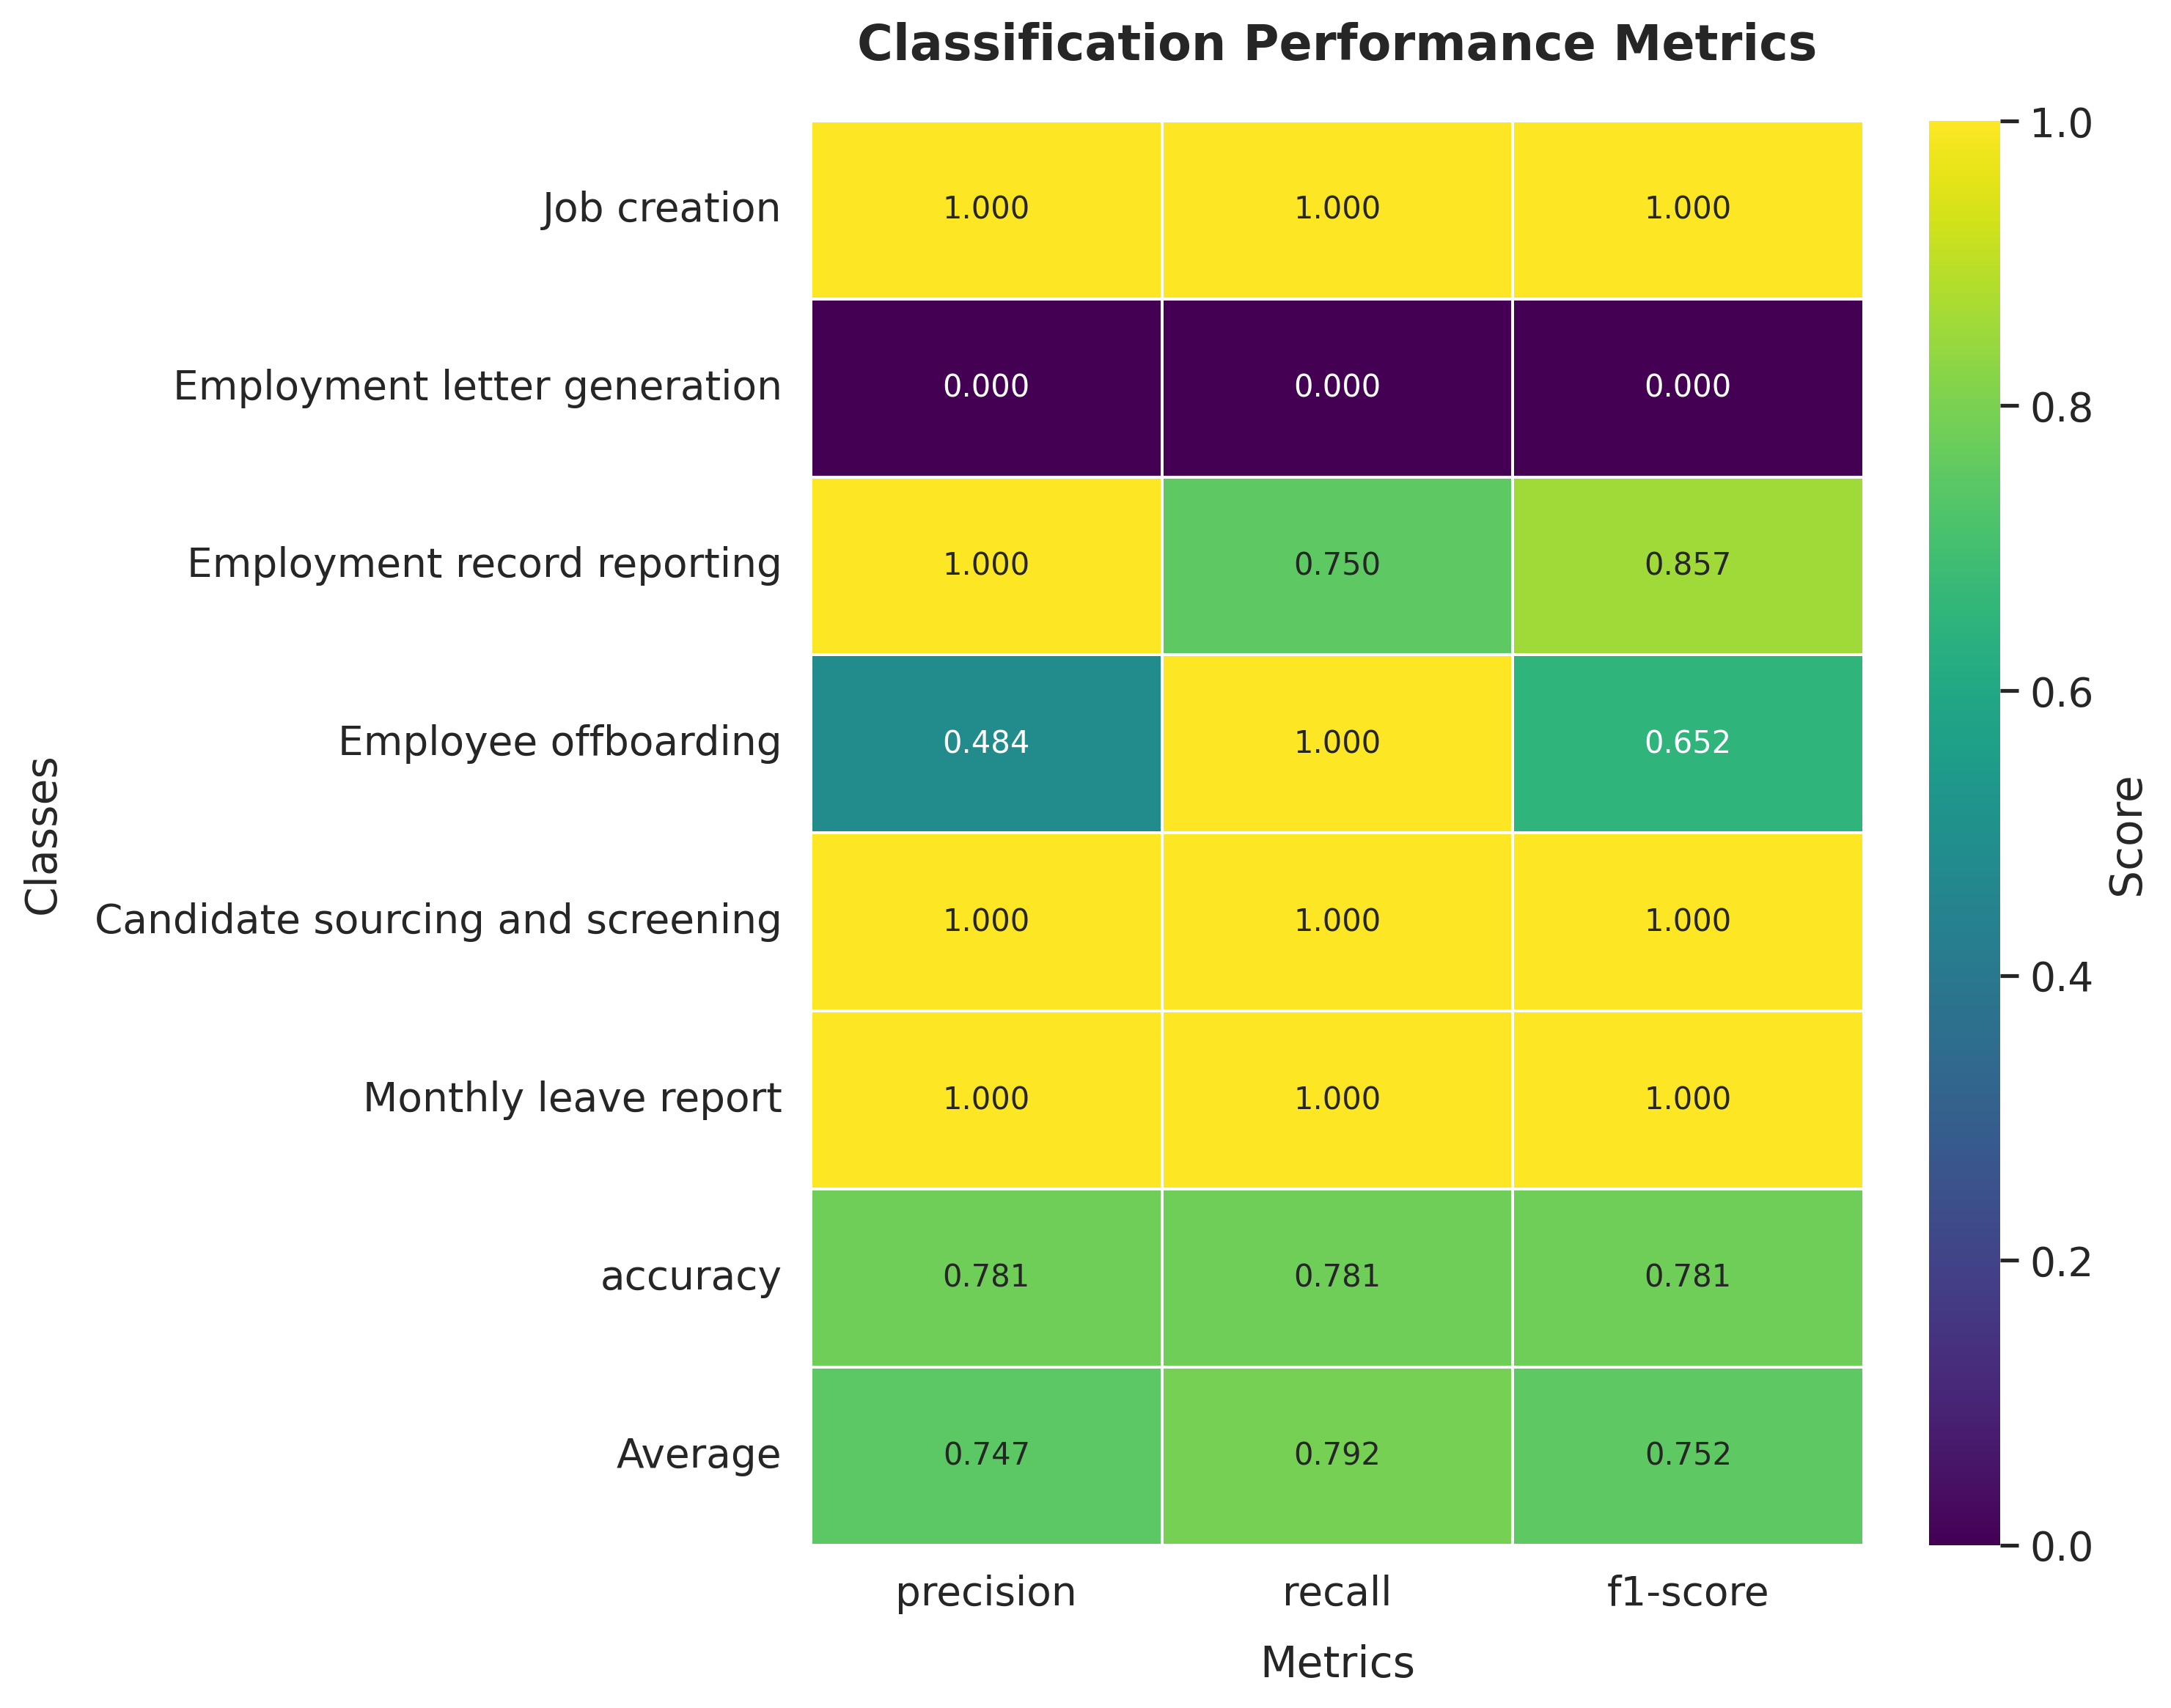 Classification Performance Metrics
Classes
Job creation 1.000 1.000 1.000
Employment letter generation 0.000 0.000 0.000
Employment record reporting 1.000 0.750 0.857
Employee offboarding 0.484 1.000 0.652
Candidate sourcing and screening 1.000 1.000 1.000
Monthly leave report 1.000 1.000 1.000
accuracy 0.781 0.781 0.781
Average 0.747 0.792 0.752
precision recall f1-score
Metrics
1.0
0.8
0.6
0.4
0.2
0.0
Score